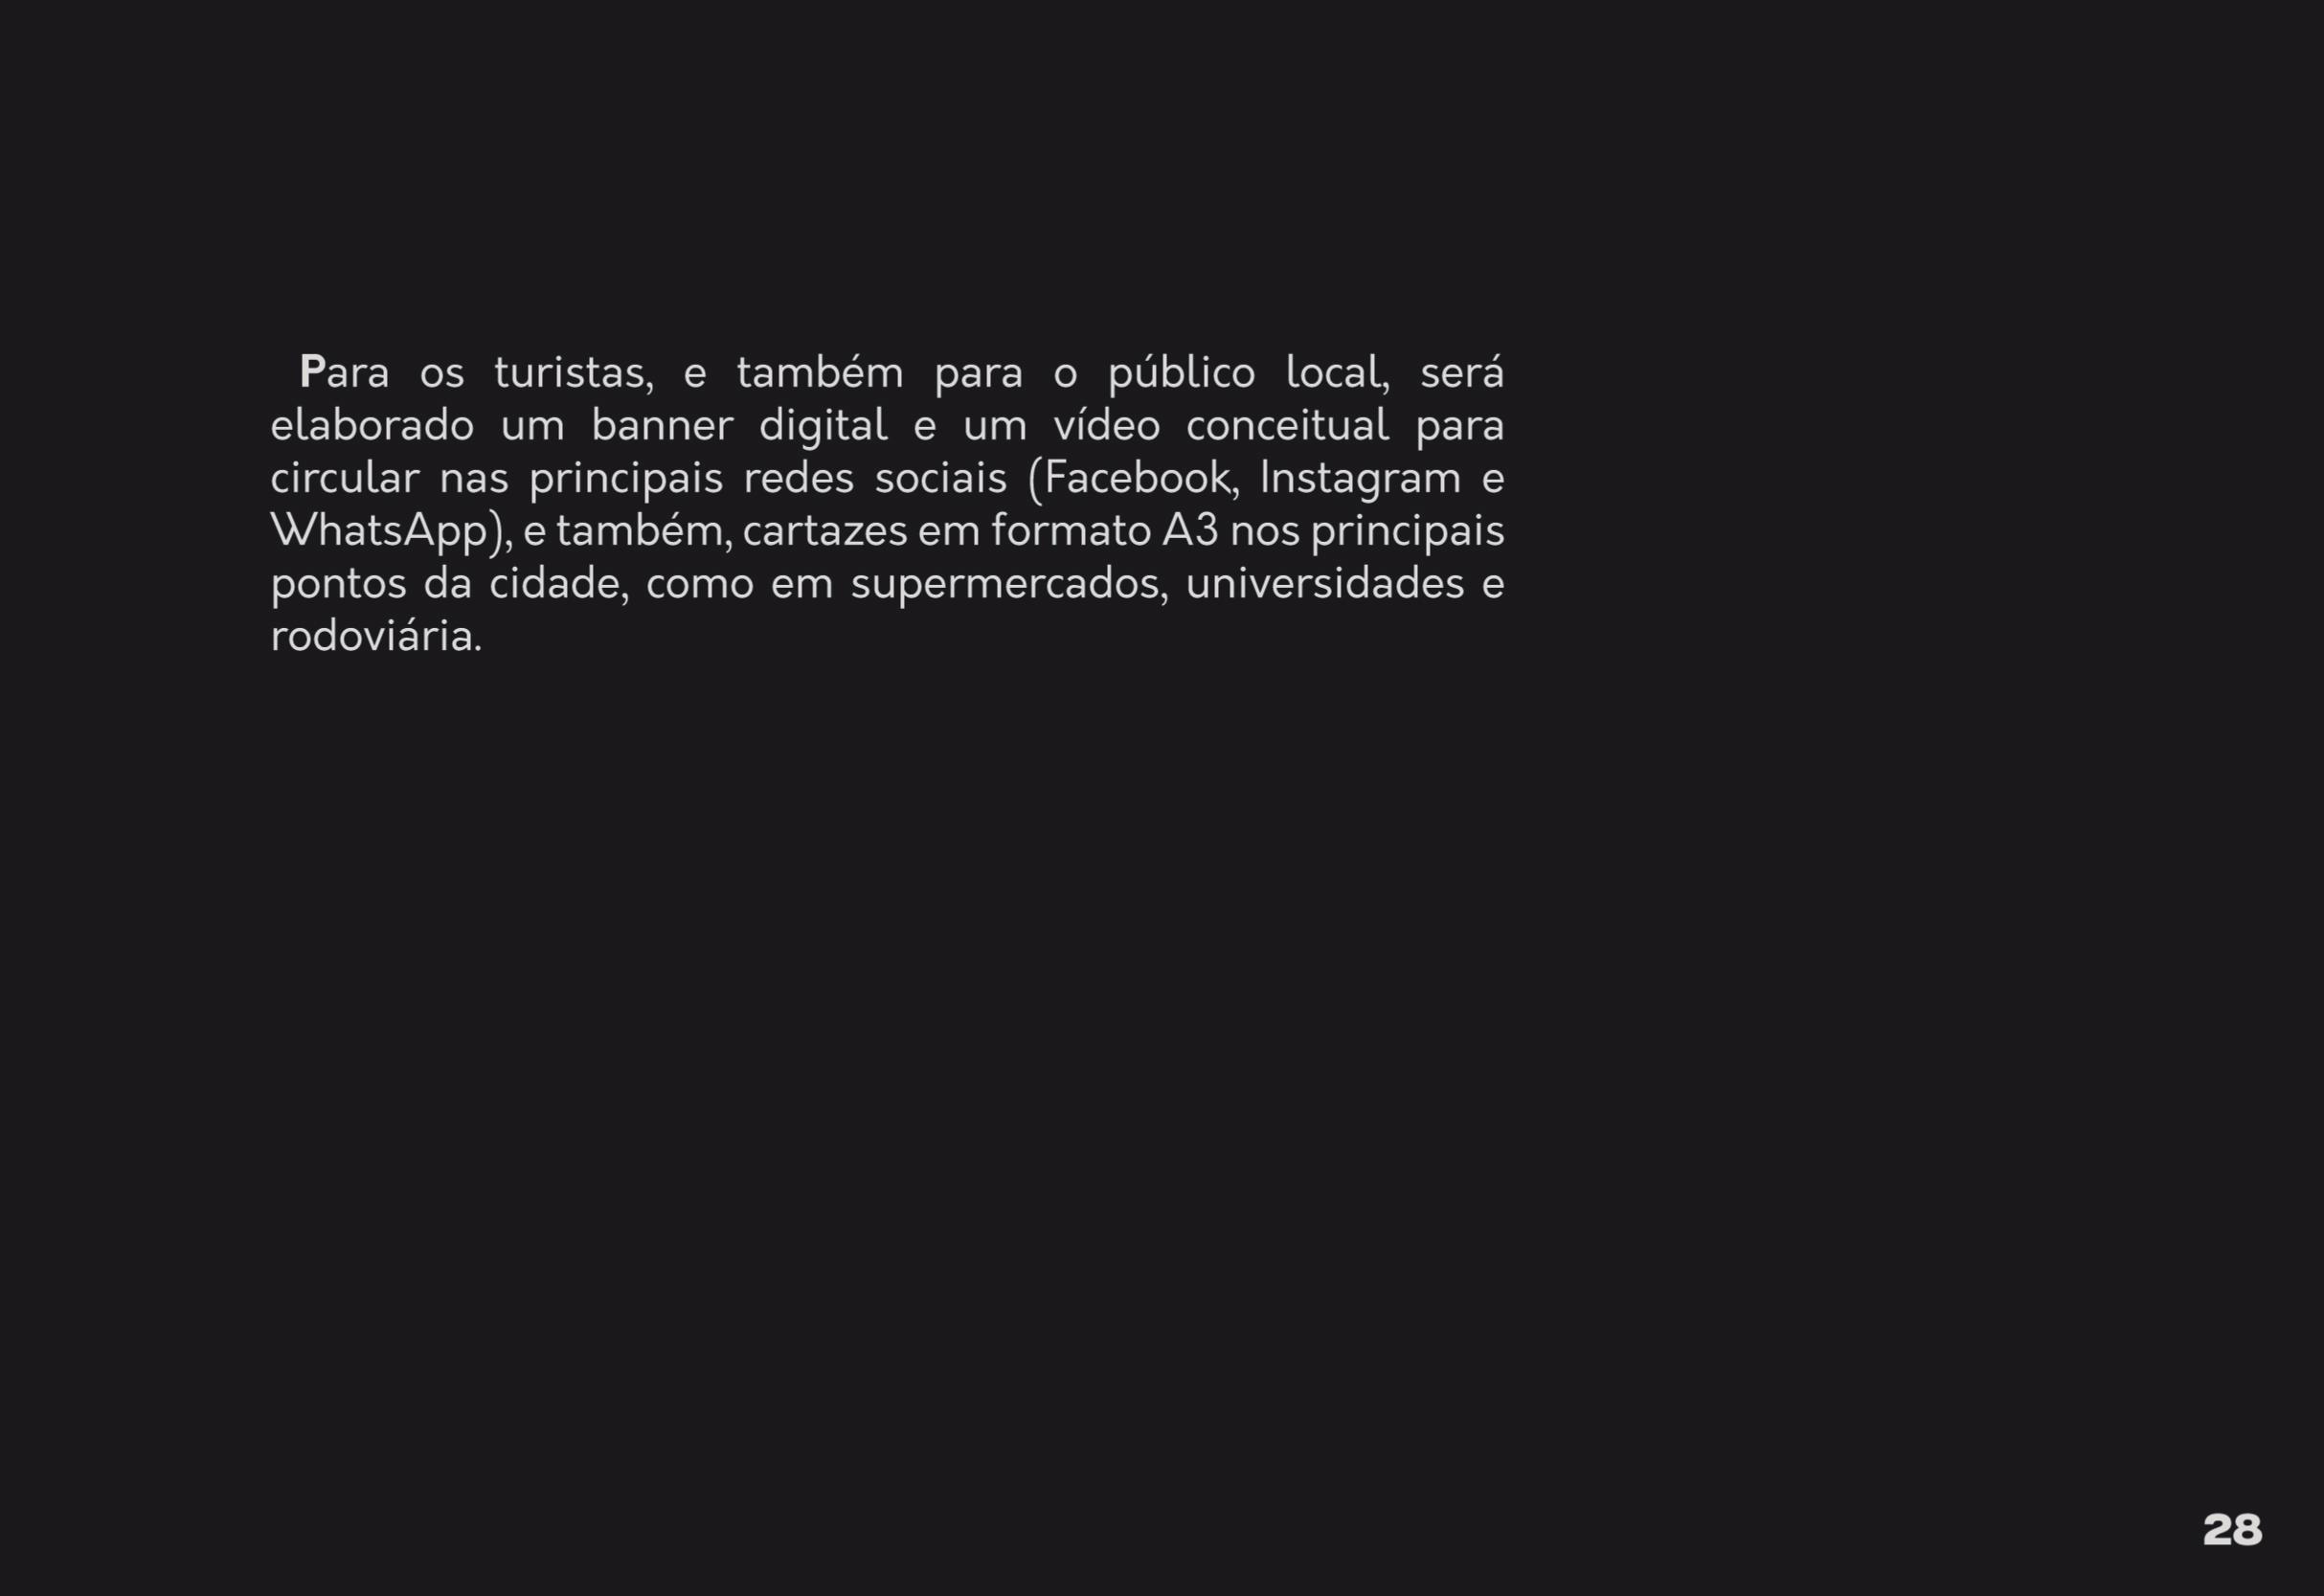 Para os turistas, e também para o público local, será
elaborado um banner digital e um vídeo conceitual para
circular nas principais redes sociais (Facebook, Instagram e
WhatsApp), e também, cartazes em formato A3 nos principais
pontos da cidade, como em supermercados, universidades e
rodoviária.
28